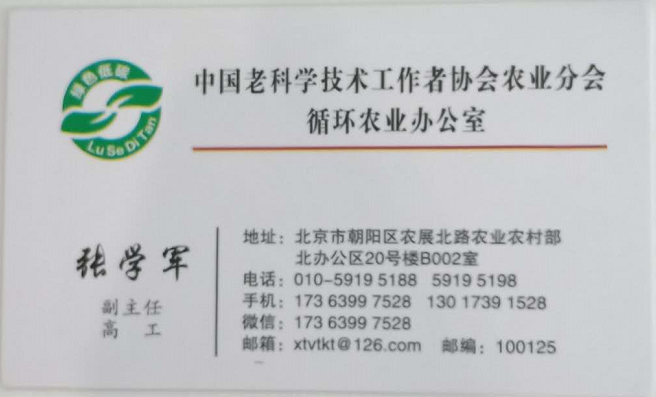 绿色低碳
Lu Se Di Tan
中国老科学技术工作者协会农业分会
循环农业办公室
张学军
副主任
高 工
地址：北京市朝阳区农展北路农业农村部
北办公区20号楼B002室
电话：010-5919 5188 5919 5198
手机：173 6399 7528 130 1739 1528
微信：173 6399 7528
邮箱：xtvtkt@126.com 邮编：100125